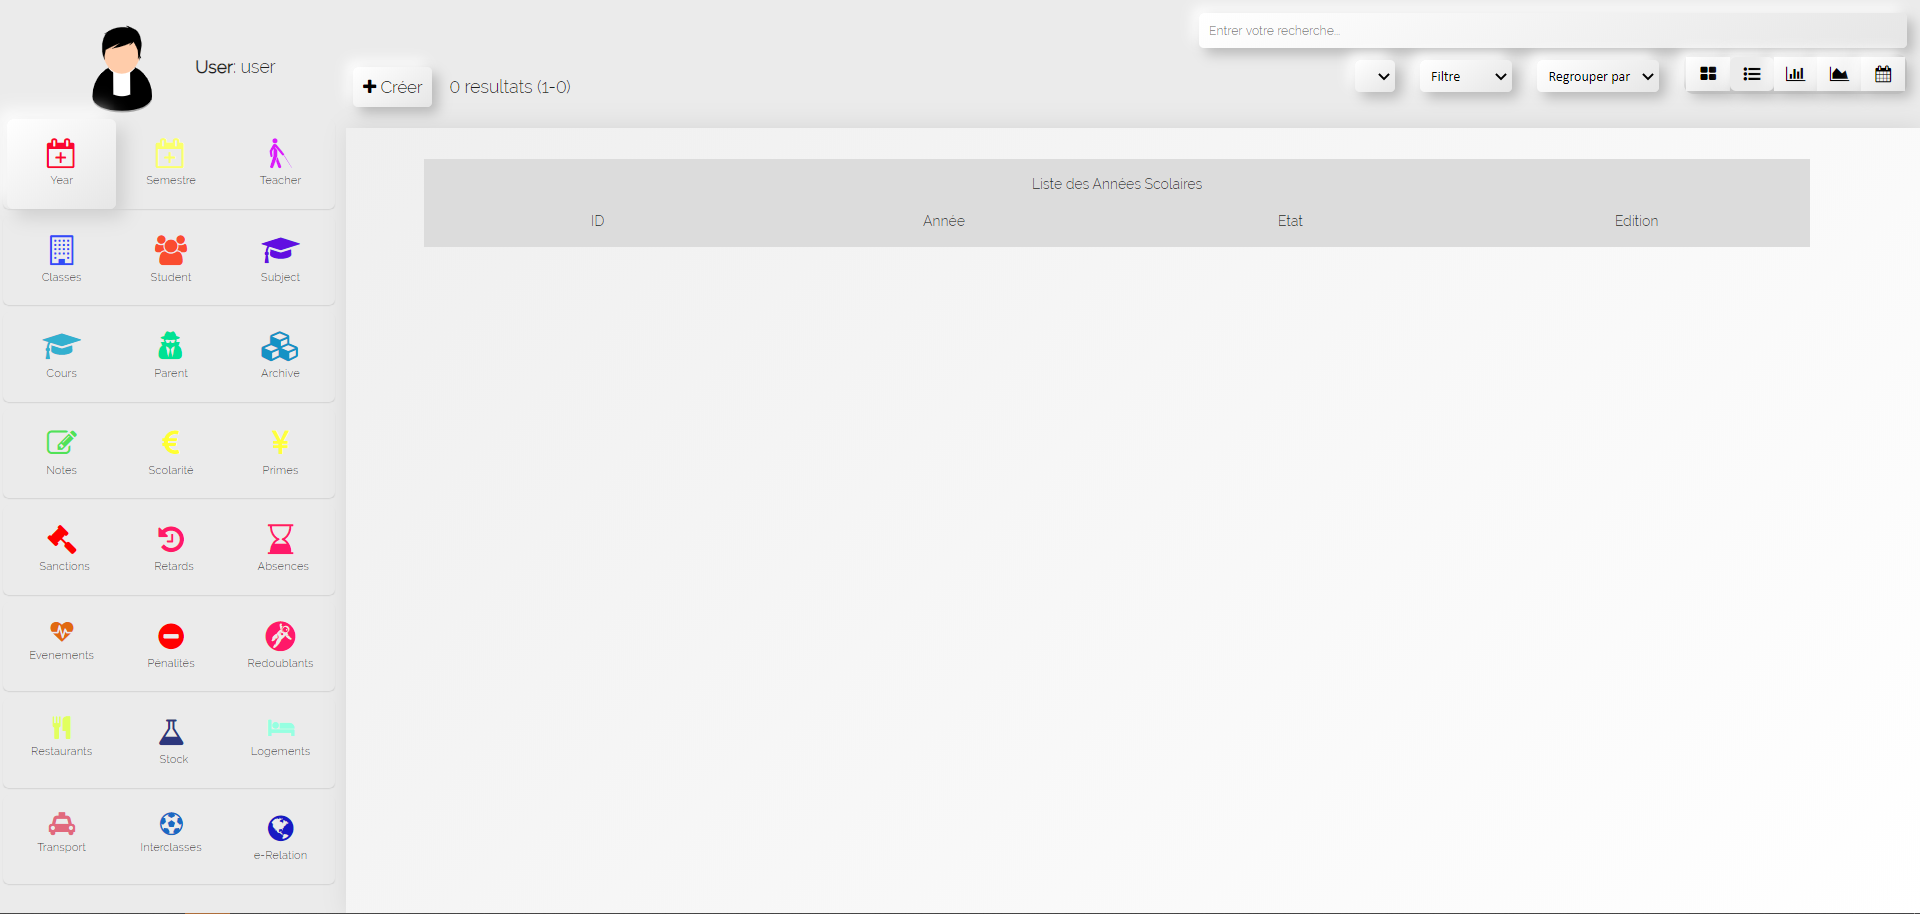 Entrer votre recherche...
User: user
Créer
0 resultats (1-0)
Filtre
Regrouper par
Year
Semestre
Teacher
Liste des Années Scolaires
ID
Année
Etat
Edition
Classes
Student
Subject
Cours
Parent
Archive
Notes
Scolarité
Primes
Sanctions
Retards
Absences
Evenements
Pénalités
Redoublants
Restaurants
Stock
Logements
Transport
Interclasses
e-Relation